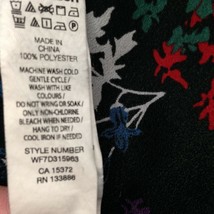 MADE IN
CHINA
100% POLYESTER
MACHINE WASH COLD
GENTLE CYCLE/
WASH WITH LIKE
COLOURS/
DO NOT WRING OR SOAK/
ONLY NON-CHLORINE
BLEACH WHEN NEEDED/
HANG TO DRY/
COOL IRON IF NEEDED
STYLE NUMBER
WF7D315963
CA 15372
RN 133886